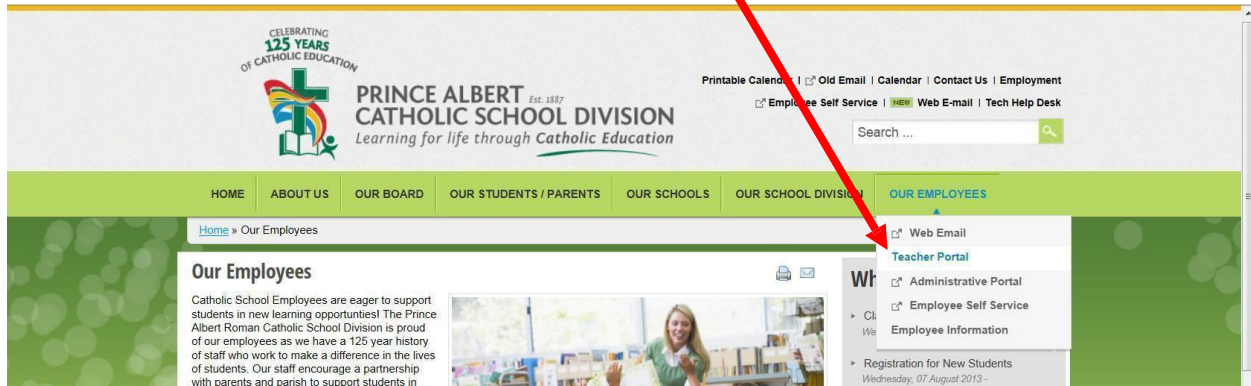 CELEBRATING
125 YEARS
OF CATHOLIC EDUCATION
PRINCE ALBERT Est. 1887
CATHOLIC SCHOOL DIVISION
Learning for life through Catholic Education
Printable Calendar | Old Email | Calendar | Contact Us | Employment
Employee Self Service | NEW Web E-mail | Tech Help Desk
Search ...
HOME ABOUT US OUR BOARD OUR STUDENTS / PARENTS OUR SCHOOLS OUR SCHOOL DIVISION OUR EMPLOYEES
Home » Our Employees
Web Email
Teacher Portal
Administrative Portal
Employee Self Service
Employee Information
Our Employees
Catholic School Employees are eager to support
students in new learning opportunties! The Prince
Albert Roman Catholic School Division is proud
of our employees as we have a 125 year history
of staff who work to make a difference in the lives
of students. Our staff encourage a partnership
with parents and parish to support students in
Registration for New Students
Wednesday, 07 August 2013 -